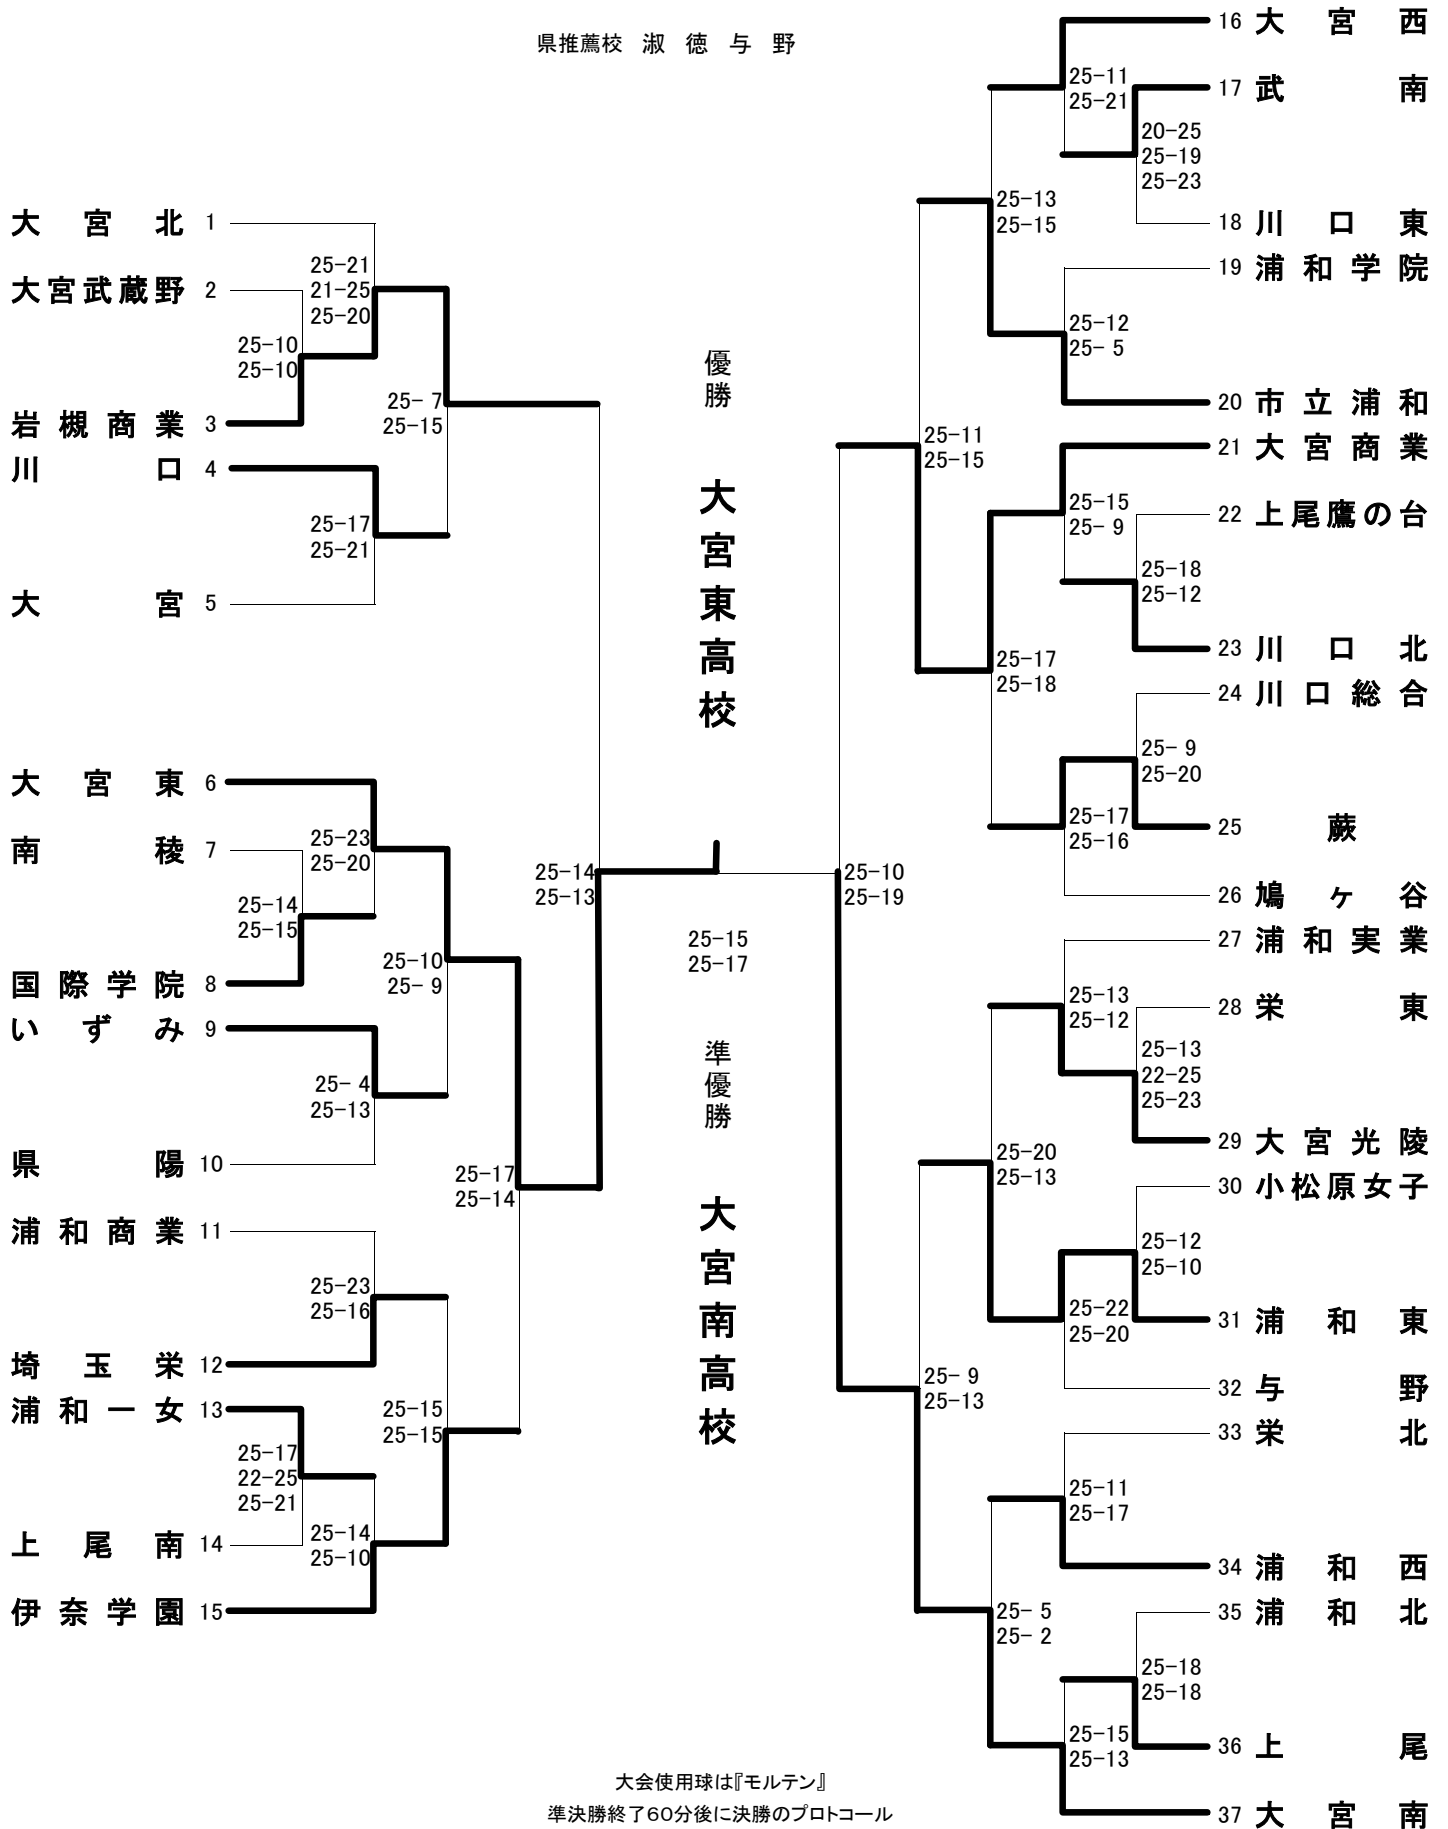 県推薦校 淑徳与野
大宮北 1
大宮武蔵野 2
岩槻商業 3
川口 4
大宮 5
大宮東 6
南稜 7
国際学院 8
いずみ 9
県陽 10
浦和商業 11
埼玉栄 12
浦和一女 13
上尾南 14
伊奈学園 15
25-10
25-10
25-21
21-25
25-20
25-17
25-21
25- 7
25-15
25-14
25-15
25-23
25-20
25- 4
25-13
25-10
25- 9
25-23
25-16
25-17
22-25
25-21
25-14
25-10
25-15
25-15
25-17
25-14
25-14
25-13
優勝
大宮東高校
25-15
25-17
準優勝
大宮南高校
25-10
25-19
25-11
25-15
25- 9
25-13
25-13
25-15
25-17
25-18
25-20
25-13
25- 5
25- 2
25-11
25-21
20-25
25-19
25-23
25-12
25- 5
25-15
25- 9
25-18
25-12
25- 9
25-20
25-17
25-16
25-13
25-12
25-13
22-25
25-23
25-12
25-10
25-22
25-20
25-11
25-17
25-18
25-18
25-15
25-13
16 大宮西
17 武南
18 川口東
19 浦和学院
20 市立浦和
21 大宮商業
22 上尾鷹の台
23 川口北
24 川口総合
25 蕨
26 鳩ヶ谷
27 浦和実業
28 栄東
29 大宮光陵
30 小松原女子
31 浦和東
32 与野
33 栄北
34 浦和西
35 浦和北
36 上尾
37 大宮南
大会使用球は『モルテン』
準決勝終了60分後に決勝のプロトコール